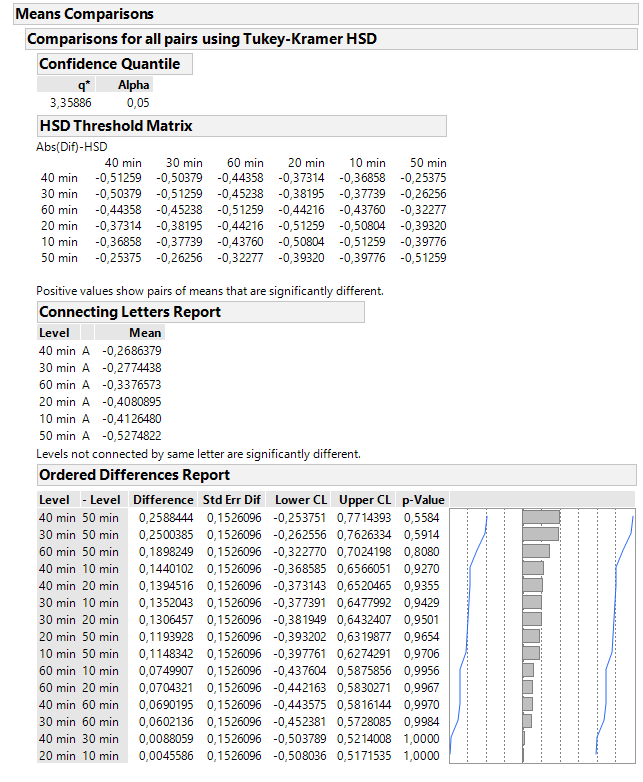 Means Comparisons
Comparisons for all pairs using Tukey-Kramer HSD
Confidence Quantile
q* Alpha
3,35886 0,05
HSD Threshold Matrix
Abs(Dif)-HSD
40 min 30 min 60 min 20 min 10 min 50 min
40 min -0,51259 -0,50379 -0,44358 -0,37314 -0,36858 -0,25375
30 min -0,50379 -0,51259 -0,45238 -0,38195 -0,37739 -0,26256
60 min -0,44358 -0,45238 -0,51259 -0,44216 -0,43760 -0,32277
20 min -0,37314 -0,38195 -0,44216 -0,51259 -0,50804 -0,39320
10 min -0,36858 -0,37739 -0,43760 -0,50804 -0,51259 -0,39776
50 min -0,25375 -0,26256 -0,32277 -0,39320 -0,39776 -0,51259
Positive values show pairs of means that are significantly different.
Connecting Letters Report
Level Mean
40 min A -0,2686379
30 min A -0,2774438
60 min A -0,3376573
20 min A -0,4080895
10 min A -0,4126480
50 min A -0,5274822
Levels not connected by same letter are significantly different.
Ordered Differences Report
Level - Level Difference Std Err Dif Lower CL Upper CL p-Value
40 min 50 min 0,2588444 0,1526096 -0,253751 0,7714393 0,5584
30 min 50 min 0,2500385 0,1526096 -0,262556 0,7626334 0,5914
60 min 50 min 0,1898249 0,1526096 -0,322770 0,7024198 0,8080
40 min 10 min 0,1440102 0,1526096 -0,368585 0,6566051 0,9270
40 min 20 min 0,1394516 0,1526096 -0,373143 0,6520465 0,9355
30 min 10 min 0,1352043 0,1526096 -0,377391 0,6477992 0,9429
30 min 20 min 0,1306457 0,1526096 -0,381949 0,6432407 0,9501
20 min 50 min 0,1193928 0,1526096 -0,393202 0,6319877 0,9654
10 min 50 min 0,1148342 0,1526096 -0,397761 0,6274291 0,9706
60 min 10 min 0,0749907 0,1526096 -0,437604 0,5875856 0,9956
60 min 20 min 0,0704321 0,1526096 -0,442163 0,5830271 0,9967
40 min 60 min 0,0690195 0,1526096 -0,443575 0,5816144 0,9970
30 min 60 min 0,0602136 0,1526096 -0,452381 0,5728085 0,9984
40 min 30 min 0,0088059 0,1526096 -0,503789 0,5214008 1,0000
20 min 10 min 0,0045586 0,1526096 -0,508036 0,5171535 1,0000